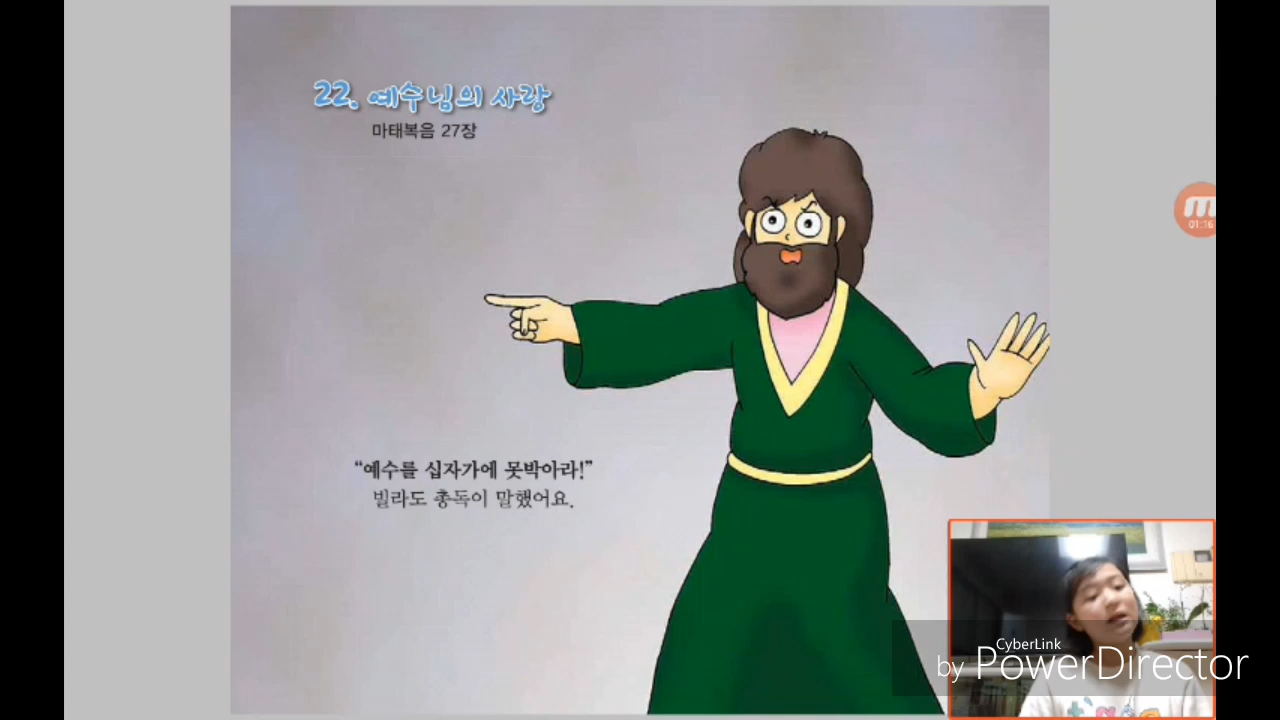 22. 예수님의 사랑
마태복음 27장
“예수를 십자가에 못박아라!”
빌라도 총독이 말했어요.
01:16
CyberLink
by PowerDirector